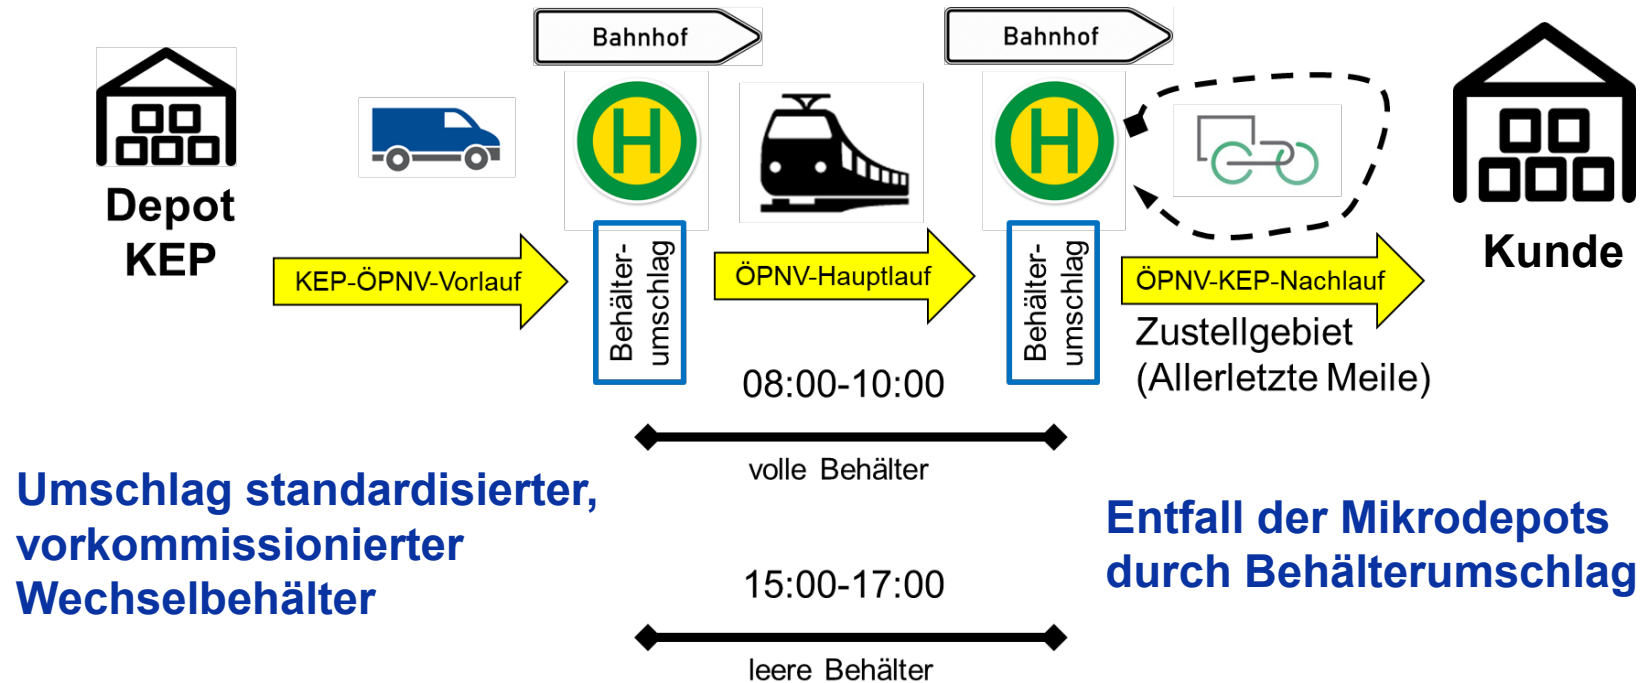 Bahnhof
Bahnhof
H
H
Depot
KEP
Kunde
KEP-ÖPNV-Vorlauf
Behälter-
umschlag
ÖPNV-Hauptlauf
Behälter-
umschlag
ÖPNV-KEP-Nachlauf
Zustellgebiet
(Allerletzte Meile)
08:00-10:00
volle Behälter
Umschlag standardisierter,
vorkommissionierter
Wechselbehälter
Entfall der Mikrodepots
durch Behälterumschlag
15:00-17:00
leere Behälter